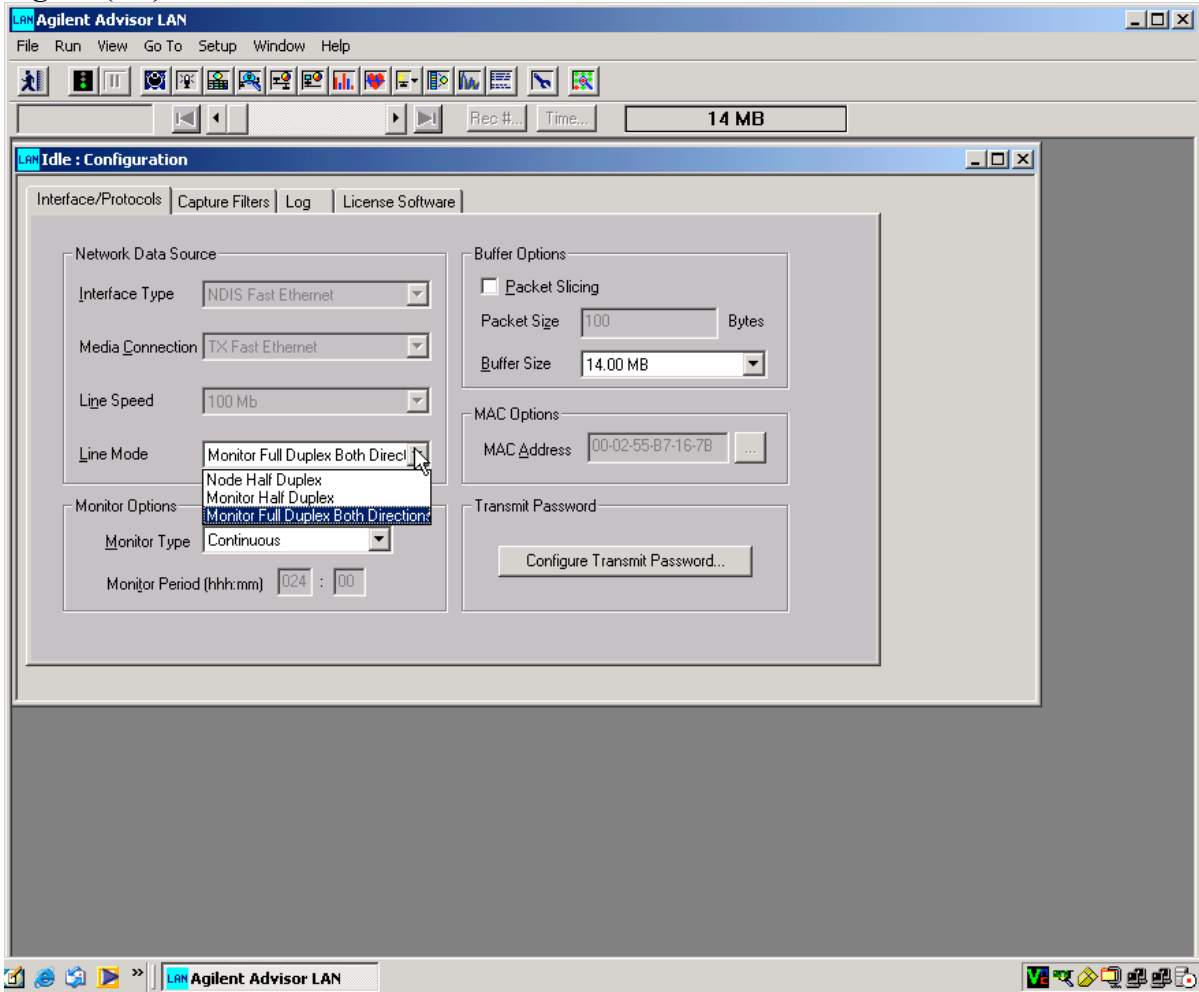 Agilent Advisor LAN
File Run View Go To Setup Window Help
Rec #... Time... 14 MB
Idle : Configuration
Interface/Protocols Capture Filters Log License Software
Network Data Source
Interface Type NDIS Fast Ethernet
Media Connection TX Fast Ethernet
Line Speed 100 Mb
Line Mode Monitor Full Duplex Both Direct
Node Half Duplex
Monitor Half Duplex
Monitor Full Duplex Both Directions
Monitor Options
Monitor Type Continuous
Monitor Period (hhh:mm) 024 : 00
Buffer Options
Packet Slicing
Packet Size 100 Bytes
Buffer Size 14.00 MB
MAC Options
MAC Address 00-02-55-B7-16-7B ...
Transmit Password
Configure Transmit Password...
LAN Agilent Advisor LAN